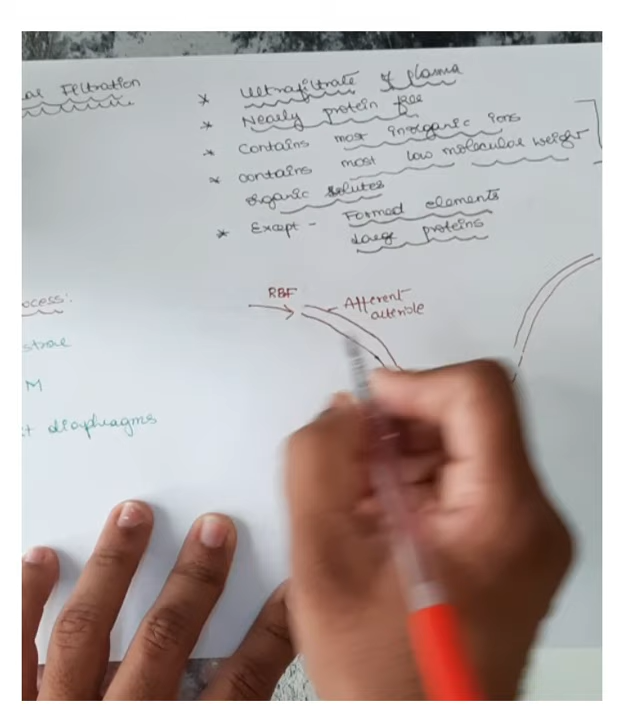 al Filtration
* Ultrafiltrate of plasma
* Nearly protein free
* Contains most inorganic ions
* contains most low molecular weight
organic solutes
* Except - Formed elements
Large proteins
ocess:
RBF
Afferent
arteriole
strae
M
t diaphragms